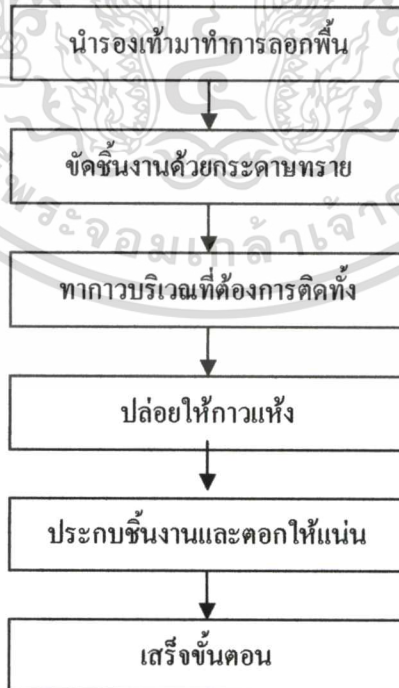 นำรองเท้ามาทำการลอกพื้น
ขัดชิ้นงานด้วยกระดาษทราย
ทากาวบริเวณที่ต้องการติดทั้ง
ปล่อยให้กาวแห้ง
ประกบชิ้นงานและตอกให้แน่น
เสร็จขั้นตอน